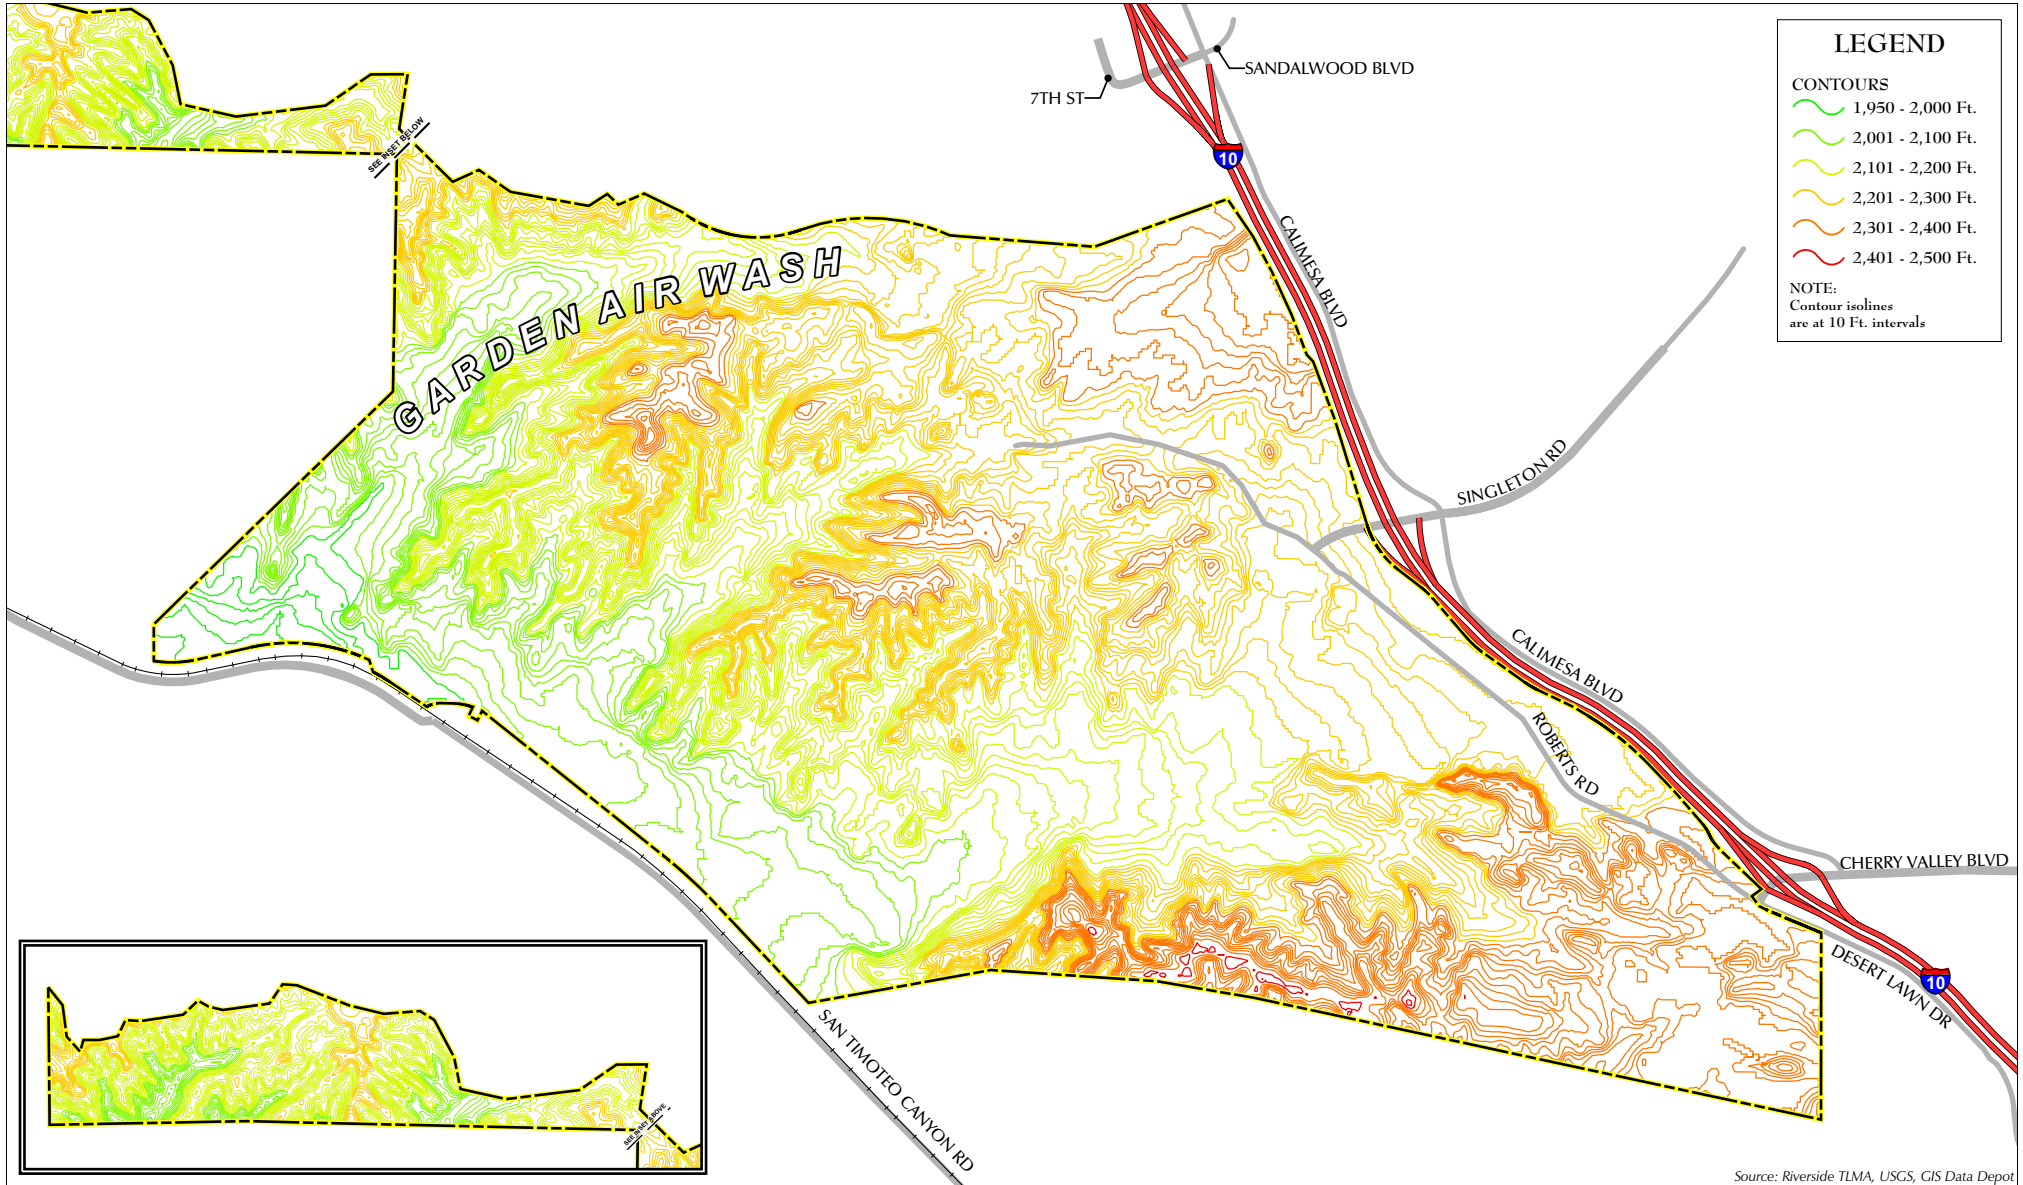 SANDALWOOD BLVD
7TH ST
10
LEGEND
CONTOURS
1,950 - 2,000 Ft.
2,001 - 2,100 Ft.
2,101 - 2,200 Ft.
2,201 - 2,300 Ft.
2,301 - 2,400 Ft.
2,401 - 2,500 Ft.
NOTE:
Contour isolines
are at 10 Ft. intervals
SEE INSET BELOW
CALIMESA BLVD
GARDEN AIR WASH
SINGLETON RD
CALIMESA BLVD
ROBERTS RD
CHERRY VALLEY BLVD
DESERT LAWN DR
10
SAN TIMOTEO CANYON RD
SEE INSET ABOVE
Source: Riverside TLMA, USGS, GIS Data Depot